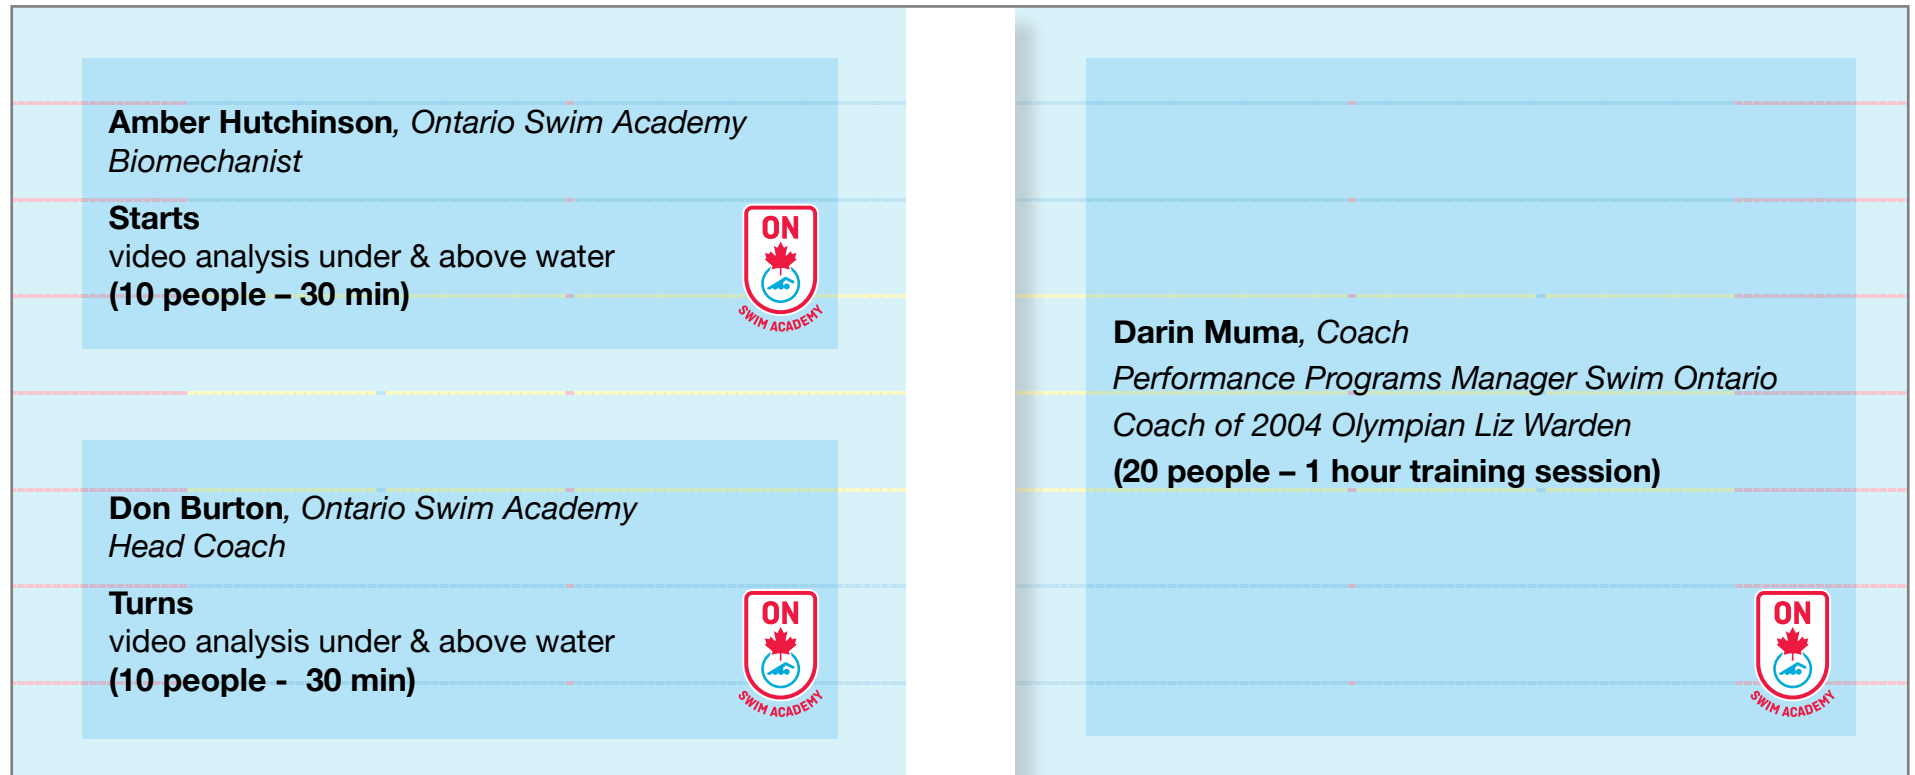 Amber Hutchinson, Ontario Swim Academy
Biomechanist
Starts
video analysis under & above water
(10 people – 30 min)
ON
SWIM ACADEMY
Don Burton, Ontario Swim Academy
Head Coach
Turns
video analysis under & above water
(10 people -  30 min)
ON
SWIM ACADEMY
Darin Muma, Coach
Performance Programs Manager Swim Ontario
Coach of 2004 Olympian Liz Warden
(20 people – 1 hour training session)
ON
SWIM ACADEMY